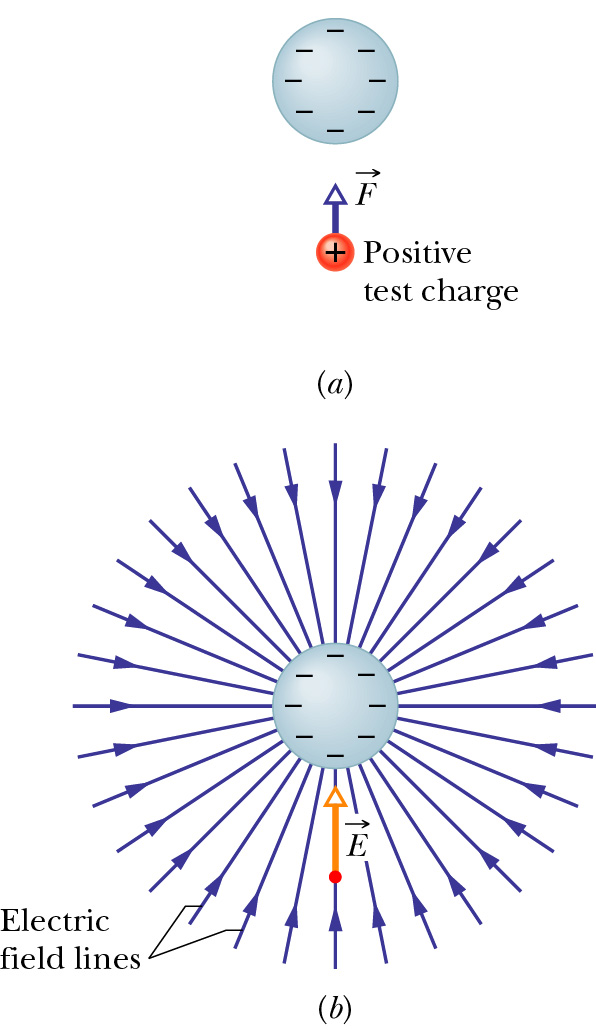 − − − − − − − −
F⃗
+
Positive
test charge
(a)
− − − − − − − −
E⃗
Electric
field lines
(b)